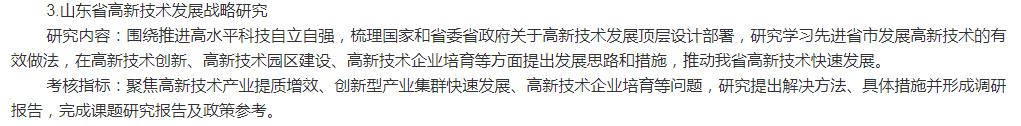 3.山东省高新技术发展战略研究
研究内容：围绕推进高水平科技自立自强，梳理国家和省委省政府关于高新技术发展顶层设计部署，研究学习先进省市发展高新技术的有
效做法，在高新技术创新、高新技术园区建设、高新技术企业培育等方面提出发展思路和措施，推动我省高新技术快速发展。
考核指标：聚焦高新技术产业提质增效、创新型产业集群快速发展、高新技术企业培育等问题，研究提出解决方法、具体措施并形成调研
报告，完成课题研究报告及政策参考。